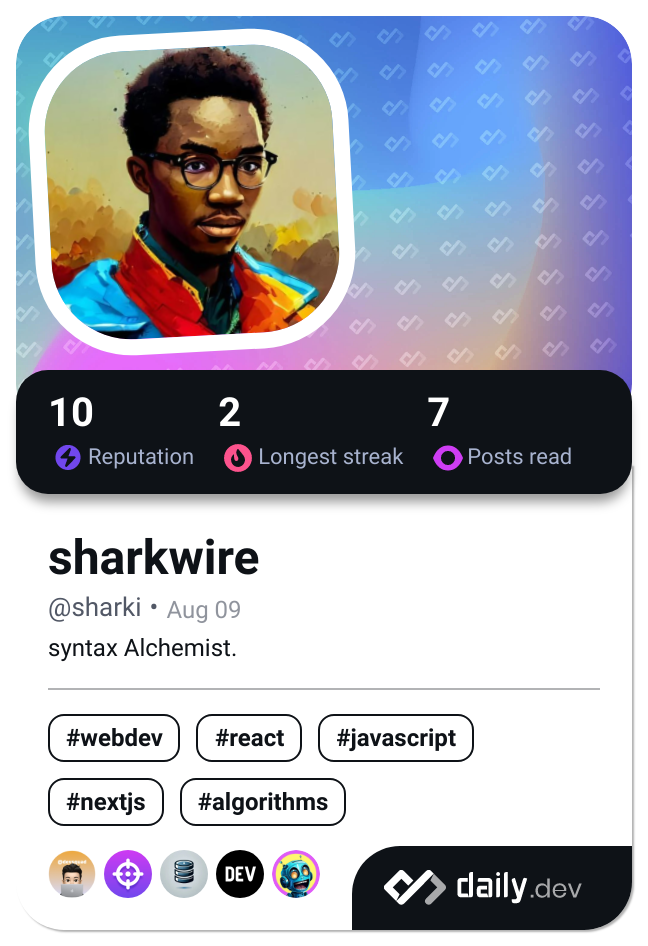 10 2 7
Reputation Longest streak Posts read
sharkwire
@sharki • Aug 09
syntax Alchemist.
#webdev #react #javascript
#nextjs #algorithms
DEV
daily.dev